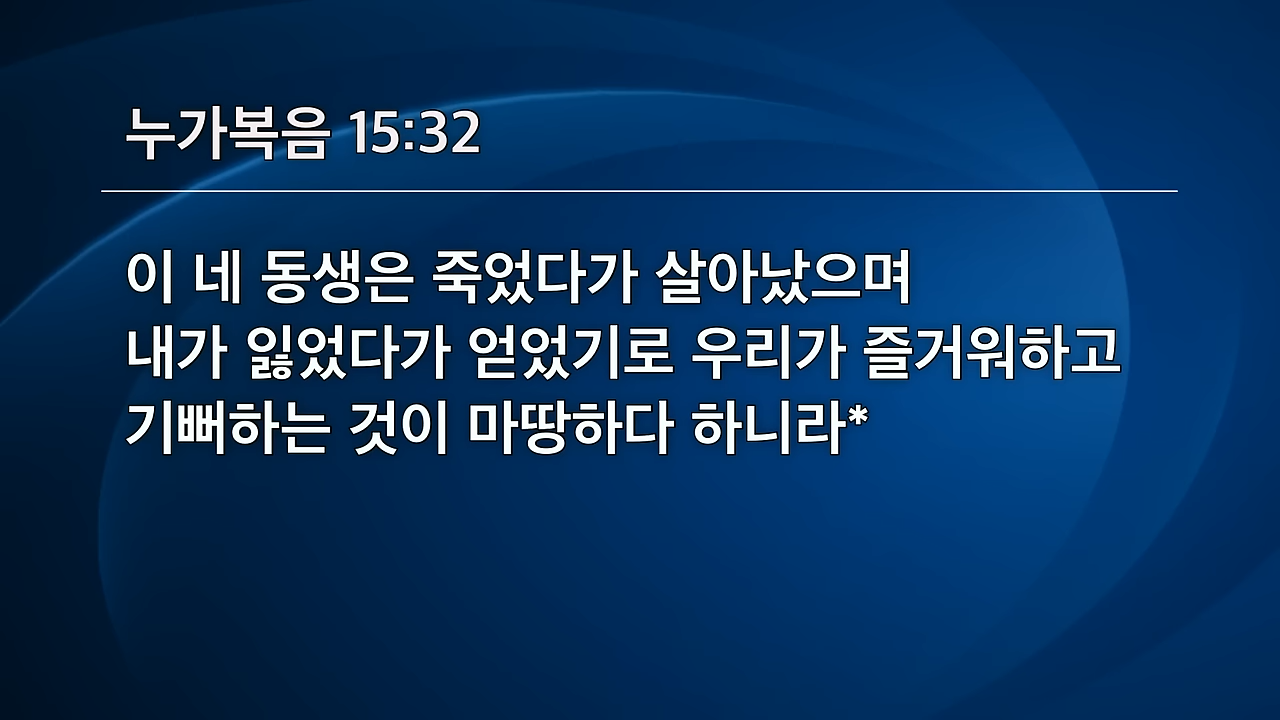 누가복음 15:32
이 네 동생은 죽었다가 살아났으며
내가 잃었다가 얻었기로 우리가 즐거워하고
기뻐하는 것이 마땅하다 하니라*